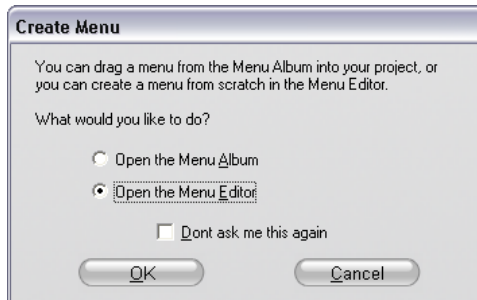 Create Menu
You can drag a menu from the Menu Album into your project, or
you can create a menu from scratch in the Menu Editor.
What would you like to do?
Open the Menu Album
Open the Menu Editor
Dont ask me this again
OK
Cancel